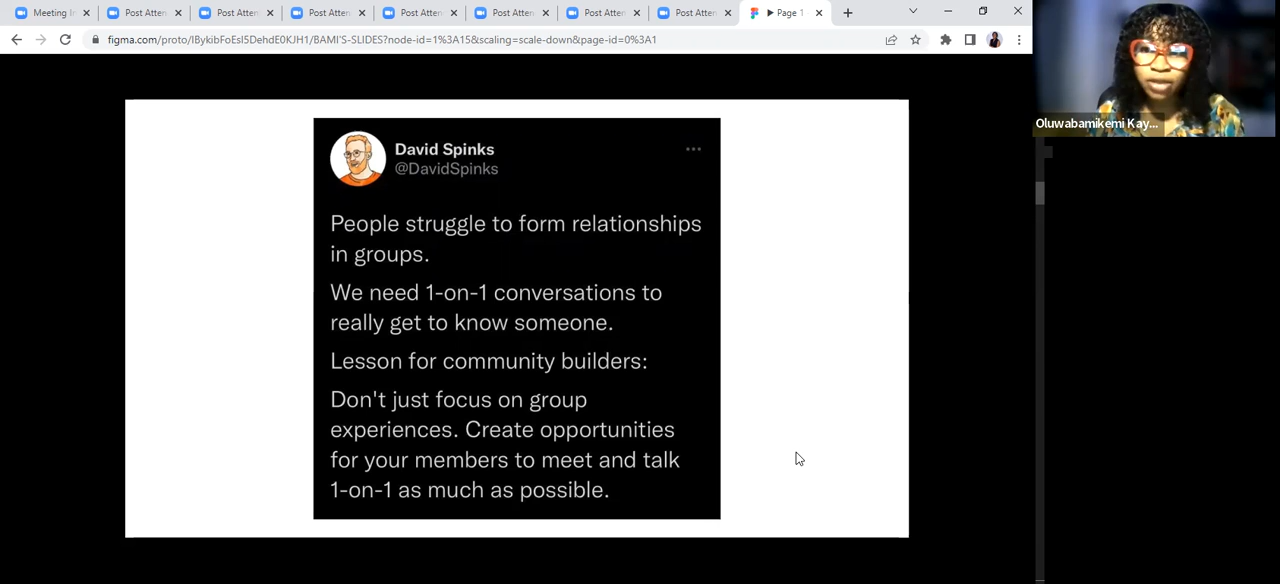 Meeting In
Post Atten
Post Atten
Post Atten
Post Atten
Post Atten
Post Atten
Post Atten
Page 1
figma.com/proto/IBykibFoEsI5DehdE0KJH1/BAMI'S-SLIDES?node-id=1%3A15&scaling=scale-down&page-id=0%3A1
Oluwabamikemi Kay...
David Spinks
@DavidSpinks
People struggle to form relationships
in groups.
We need 1-on-1 conversations to
really get to know someone.
Lesson for community builders:
Don't just focus on group
experiences. Create opportunities
for your members to meet and talk
1-on-1 as much as possible.